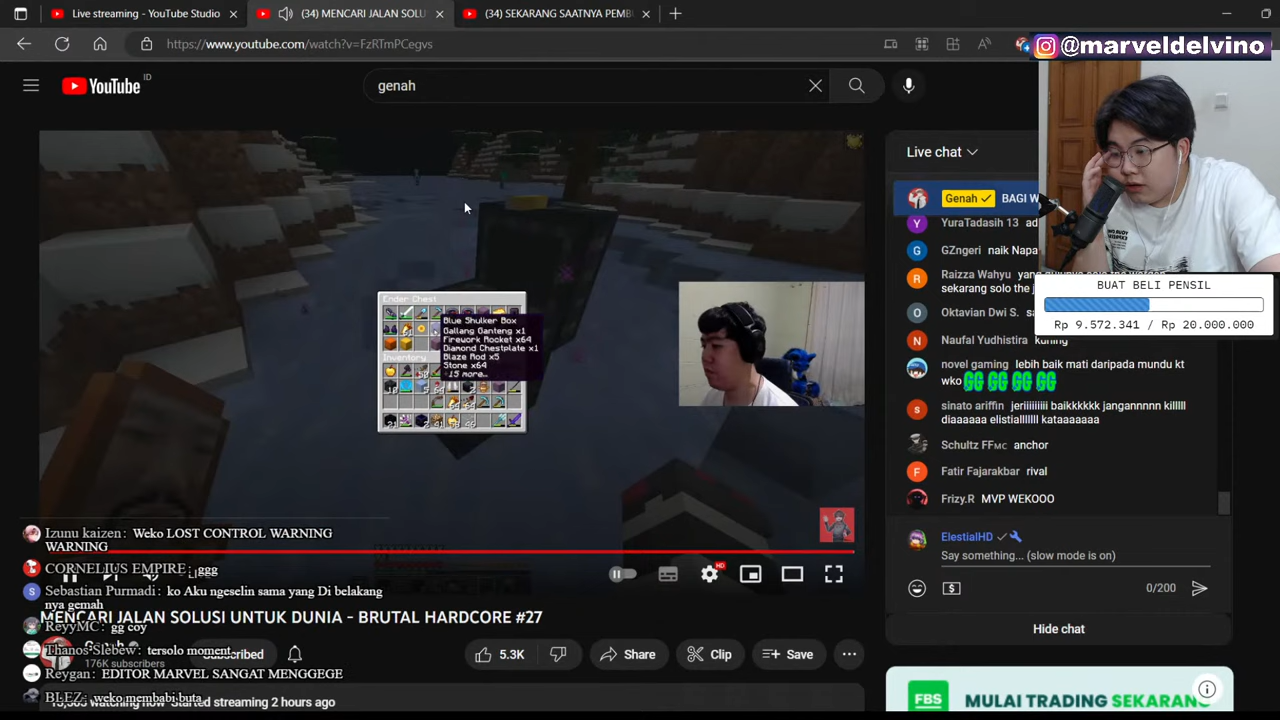 Live streaming - YouTube Studio
(34) MENCARI JALAN SOLU
(34) SEKARANG SAATNYA PEMB
https://www.youtube.com/watch?v=FzRTmPCegvs
@marveldelvino
YouTube ID
genah
Live chat
Genah BAGI W
YuraTadasih 13 ad
GZngeri naik Napa
Raizza Wahyu
sekarang solo the j
Oktavian Dwi S. sa
Naufal Yudhistira kuning
novel gaming lebih baik mati daripada mundu kt
wko GG GG GG GG
sinato ariffin jeriiiiiiiii baikkkkkk jangannnnn killlll
diaaaaaa elistialllllll kataaaaaaa
Schultz FFMC anchor
Fatir Fajarakbar rival
Frizy.R MVP WEKOOO
ElestialHD
Say something... (slow mode is on)
0/200
Hide chat
BUAT BELI PENSIL
Rp 9.572.341 / Rp 20.000.000
Ender Chest
Blue Shulker Box
Gallang Ganteng x1
Firework Rocket x64
Diamond Chestplate x1
Blaze Rod x5
Stone x64
15 more...
Inventory
Izunu kaizen: Weko LOST CONTROL WARNING
WARNING
CORNELIUS EMPIRE: ggg
Sebastian Purmadi: ko Aku ngeselin sama yang Di belakang
nya gemah
MENCARI JALAN SOLUSI UNTUK DUNIA - BRUTAL HARDCORE #27
ReyyMC: gg coy
Thanos Slebew: tersolo moment
176K subscribers
Subscribed
5.3K
Share
Clip
Save
Reygan: EDITOR MARVEL SANGAT MENGGEGE
BLEZ: weko membabi buta
watching now Started streaming 2 hours ago
FBS
MULAI TRADING SEKARANG
HD